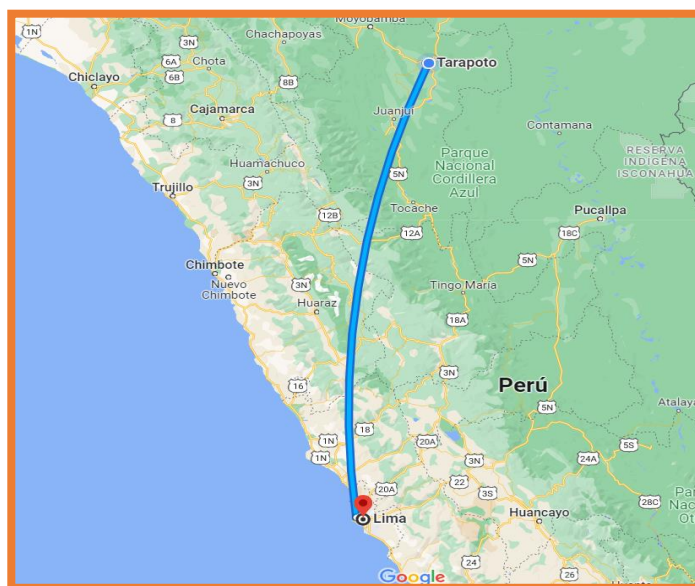 Moyobamba
1N
3N
Chachapoyas
Tarapoto
6A
Chota
6B
Chiclayo
8B
Cajamarca
Juanjuí
8
Contamana
Parque
Nacional
Cordillera
Azul
RESERVA
INDÍGENA
ISCONAHUA
Huamachuco
5N
3N
Trujillo
Tocache
12B
Pucallpa
12A
18C
Chimbote
5N
5N
Nuevo
Chimbote
3N
Tingo María
Huaraz
18A
3N
16
Perú
5N
Atalaya
18
1N
20A
5S
1N
3N
24A
22
20A
3S
28C
Lima
Huancayo
24
26
Google